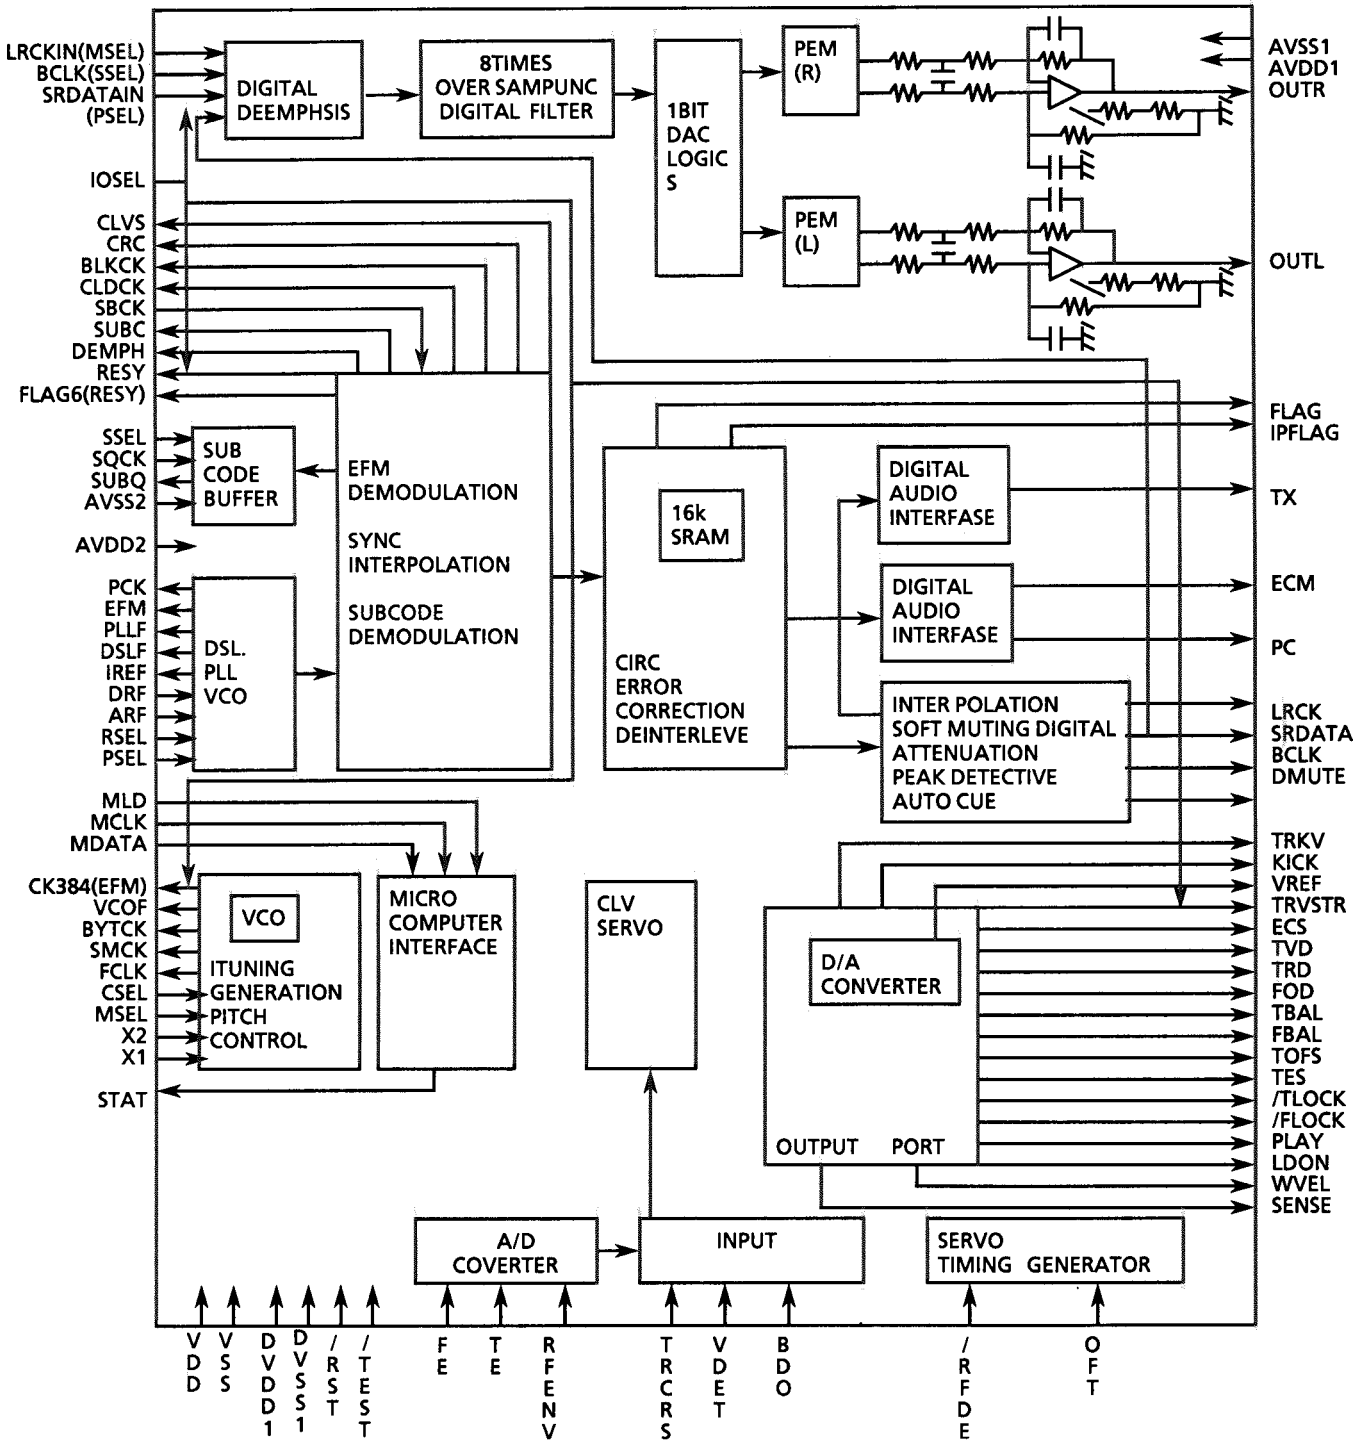 LRCKIN(MSEL)
BCLK(SSEL)
SRDATAIN
(PSEL)
IOSEL
CLVS
CRC
BLKCK
CLDCK
SBCK
SUBC
DEMPH
RESY
FLAG6(RESY)
SSEL
SQCK
SUBQ
AVSS2
AVDD2
PCK
EFM
PLLF
DSLF
IREF
DRF
ARF
RSEL
PSEL
MLD
MCLK
MDATA
CK384(EFM)
VCOF
BYTCK
SMCK
FCLK
CSEL
MSEL
X2
X1
STAT
DIGITAL
DEEMPHSIS
8TIMES
OVER SAMPUNC
DIGITAL FILTER
1BIT
DAC
LOGIC
S
PEM
(R)
PEM
(L)
AVSS1
AVDD1
OUTR
OUTL
SUB
CODE
BUFFER
EFM
DEMODULATION
SYNC
INTERPOLATION
SUBCODE
DEMODULATION
DSL.
PLL
VCO
16k
SRAM
CIRC
ERROR
CORRECTION
DEINTERLEVE
DIGITAL
AUDIO
INTERFASE
DIGITAL
AUDIO
INTERFASE
INTER POLATION
SOFT MUTING DIGITAL
ATTENUATION
PEAK DETECTIVE
AUTO CUE
FLAG
IPFLAG
TX
ECM
PC
LRCK
SRDATA
BCLK
DMUTE
TRKV
KICK
VREF
TRVSTR
ECS
TVD
TRD
FOD
TBAL
FBAL
TOFS
TES
/TLOCK
/FLOCK
PLAY
LDON
WVEL
SENSE
VCO
ITUNING
GENERATION
PITCH
CONTROL
MICRO
COMPUTER
INTERFACE
CLV
SERVO
D/A
CONVERTER
OUTPUT PORT
A/D
COVERTER
INPUT
SERVO
TIMING GENERATOR
VDD
VSS
DVDD1
DVSS1
/RST
/TEST
FE
TE
RFENV
TRCRS
VDET
BDO
/RFDE
OFT